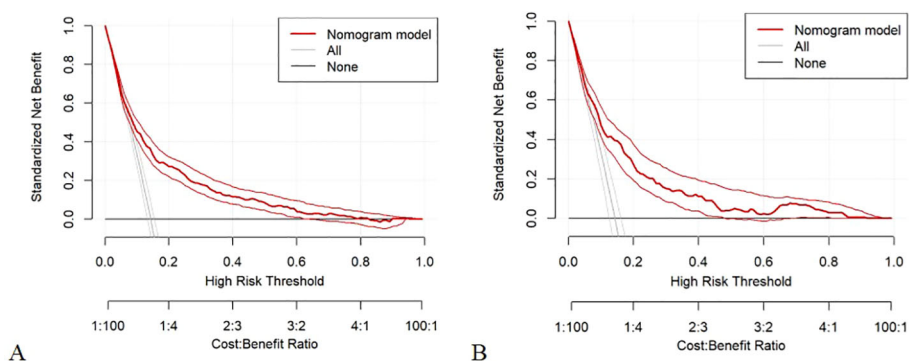 Nomogram model
All
None
Standardized Net Benefit
1.0
0.8
0.6
0.4
0.2
0.0
0.0 0.2 0.4 0.6 0.8 1.0
High Risk Threshold
1:100 1:4 2:3 3:2 4:1 100:1
Cost:Benefit Ratio
A
Nomogram model
All
None
Standardized Net Benefit
1.0
0.8
0.6
0.4
0.2
0.0
0.0 0.2 0.4 0.6 0.8 1.0
High Risk Threshold
1:100 1:4 2:3 3:2 4:1 100:1
Cost:Benefit Ratio
B